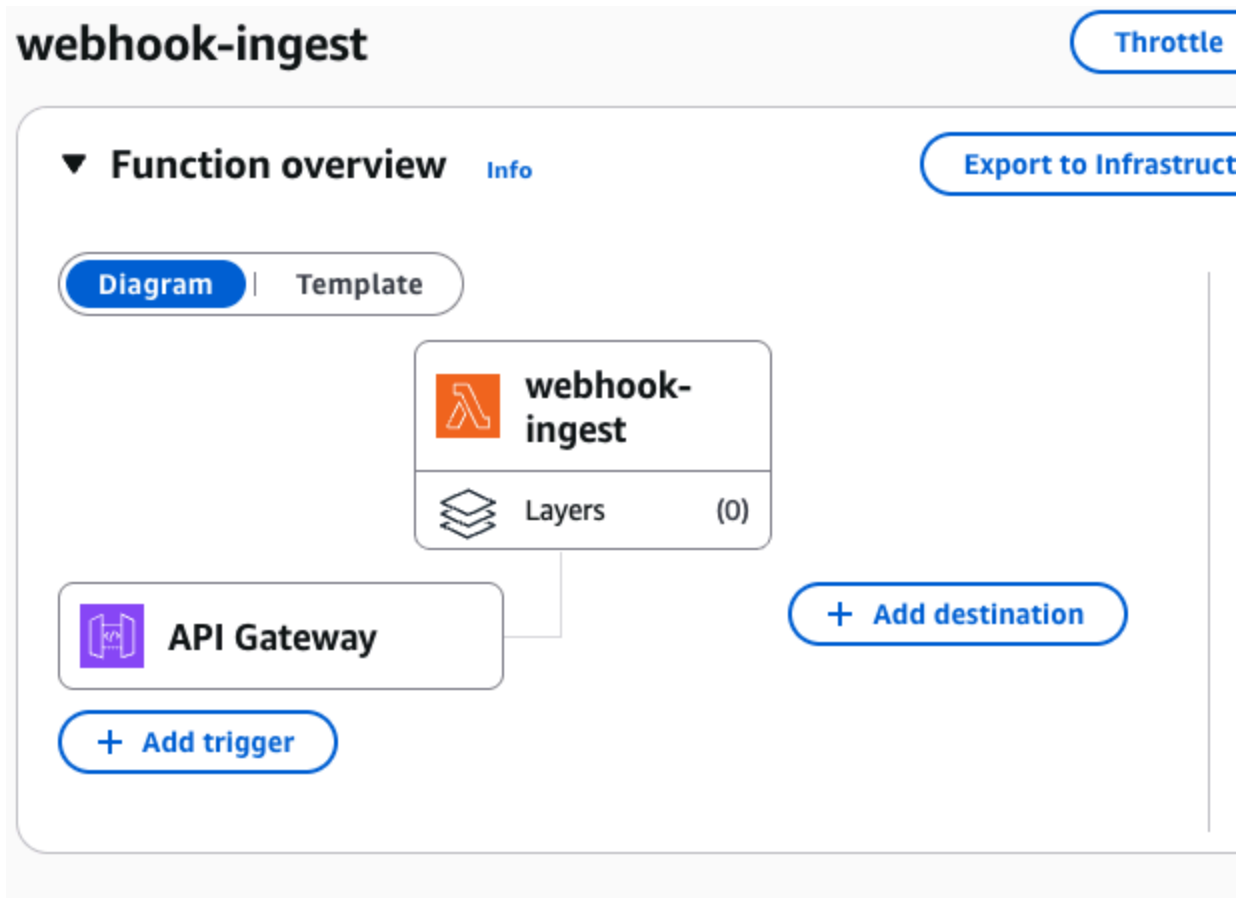 webhook-ingest
Throttle
Function overview
Info
Export to Infrastruct
Diagram
Template
webhook-
ingest
Layers
(0)
API Gateway
+ Add destination
+ Add trigger